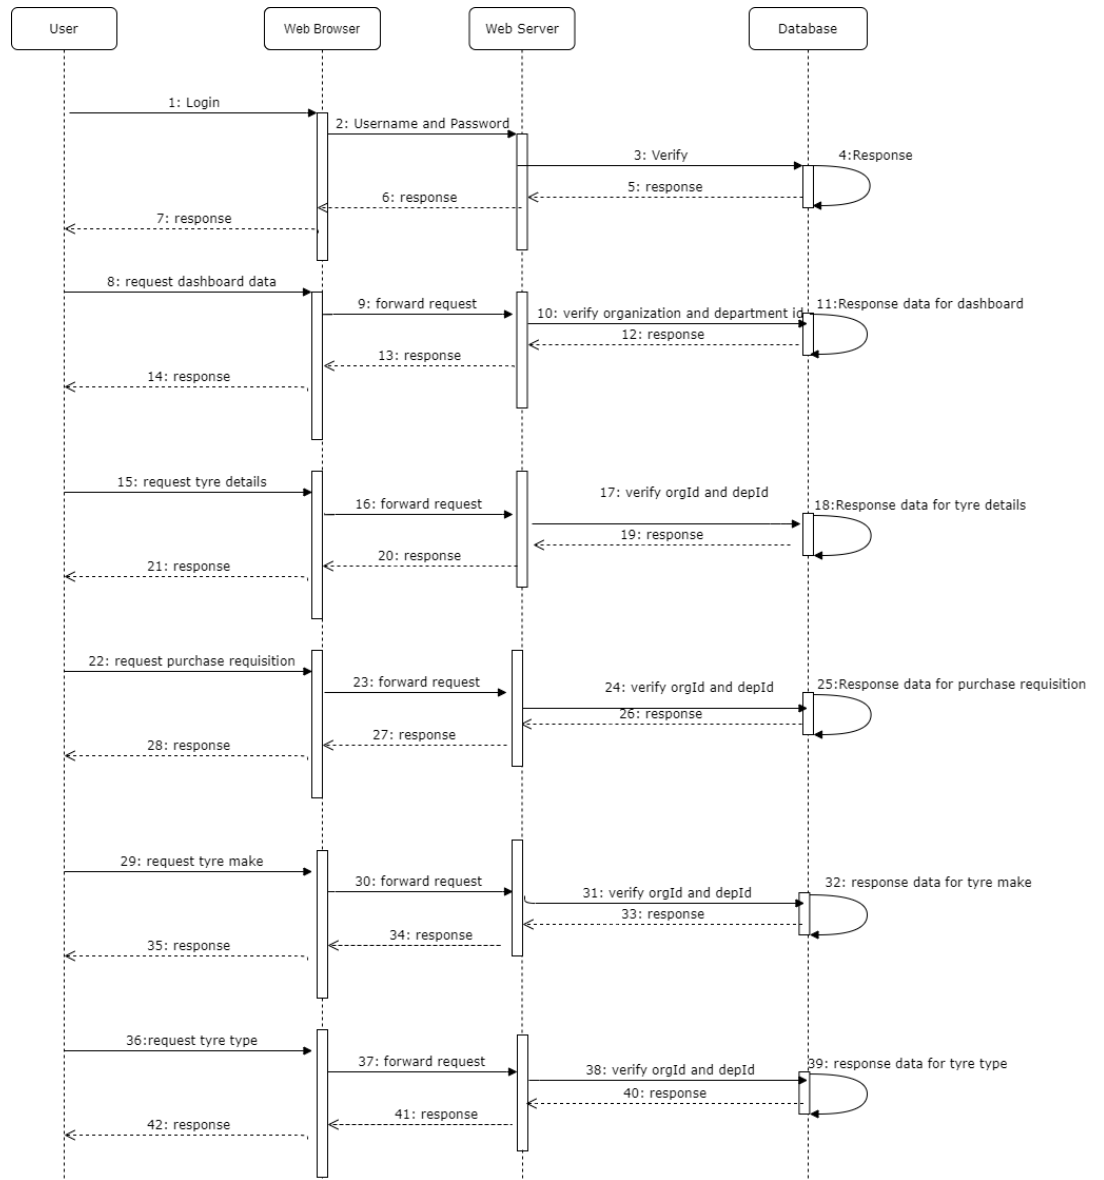 User
Web Browser
Web Server
Database
1: Login
2: Username and Password
3: Verify
4:Response
5: response
6: response
7: response
8: request dashboard data
9: forward request
10: verify organization and department id
11:Response data for dashboard
12: response
13: response
14: response
15: request tyre details
16: forward request
17: verify orgId and depId
18:Response data for tyre details
19: response
20: response
21: response
22: request purchase requisition
23: forward request
24: verify orgId and depId
25:Response data for purchase requisition
26: response
27: response
28: response
29: request tyre make
30: forward request
31: verify orgId and depId
32: response data for tyre make
33: response
34: response
35: response
36:request tyre type
37: forward request
38: verify orgId and depId
39: response data for tyre type
40: response
41: response
42: response